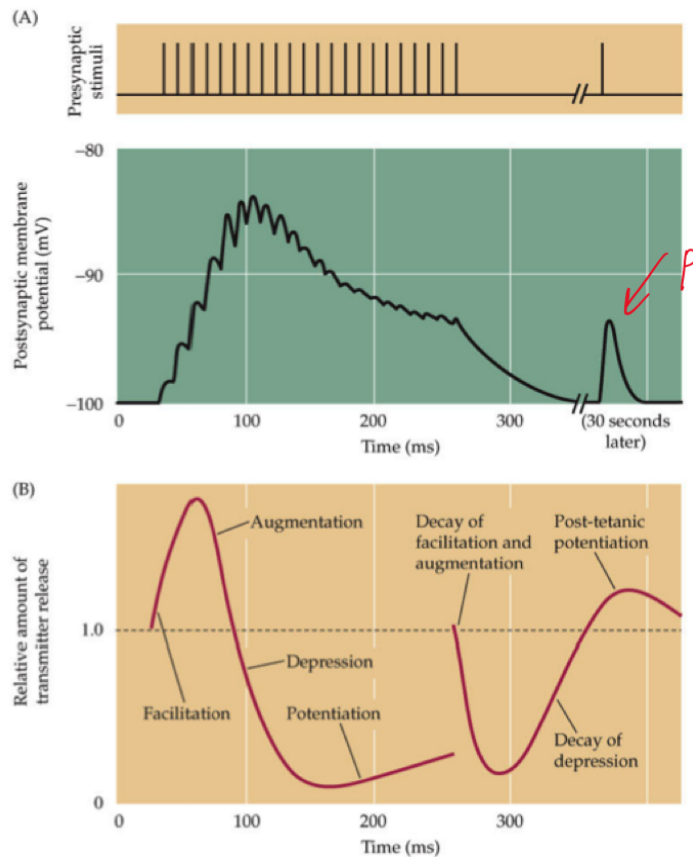 (A)
Presynaptic
stimuli
Postsynaptic membrane
potential (mV)
−80
−90
−100
0
100
200
300
(30 seconds
later)
Time (ms)
P
(B)
Relative amount of
transmitter release
1.0
0
Augmentation
Facilitation
Depression
Potentiation
Decay of
facilitation and
augmentation
Post-tetanic
potentiation
Decay of
depression
0
100
200
300
Time (ms)